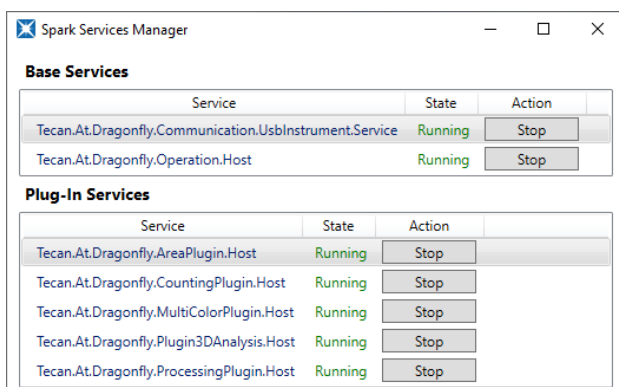 Spark Services Manager
Base Services
Service State Action
Tecan.At.Dragonfly.Communication.UsbInstrument.Service Running Stop
Tecan.At.Dragonfly.Operation.Host Running Stop
Plug-In Services
Service State Action
Tecan.At.Dragonfly.AreaPlugin.Host Running Stop
Tecan.At.Dragonfly.CountingPlugin.Host Running Stop
Tecan.At.Dragonfly.MultiColorPlugin.Host Running Stop
Tecan.At.Dragonfly.Plugin3DAnalysis.Host Running Stop
Tecan.At.Dragonfly.ProcessingPlugin.Host Running Stop